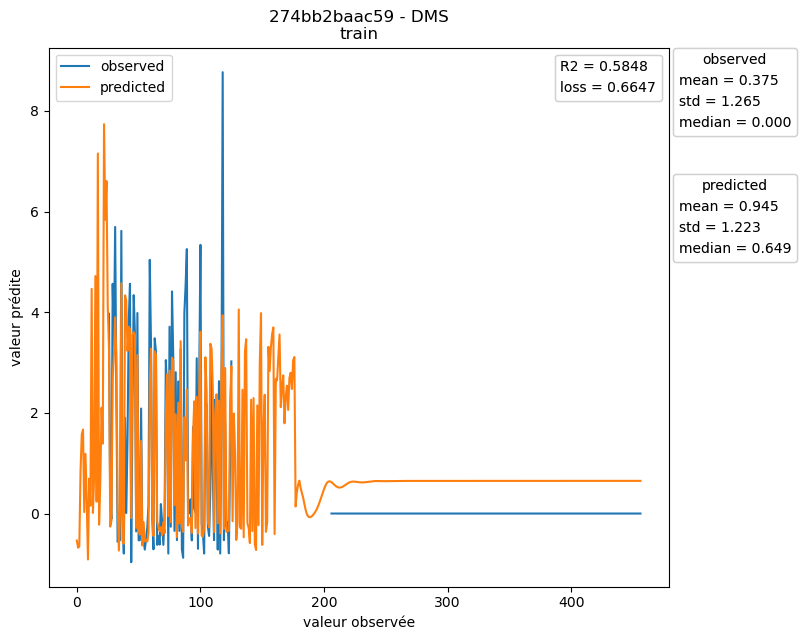 274bb2baac59 - DMS
train
observed
predicted
R2 = 0.5848
loss = 0.6647
observed
mean = 0.375
std = 1.265
median = 0.000
predicted
mean = 0.945
std = 1.223
median = 0.649
valeur prédite
8
6
4
2
0
0 100 200 300 400
valeur observée